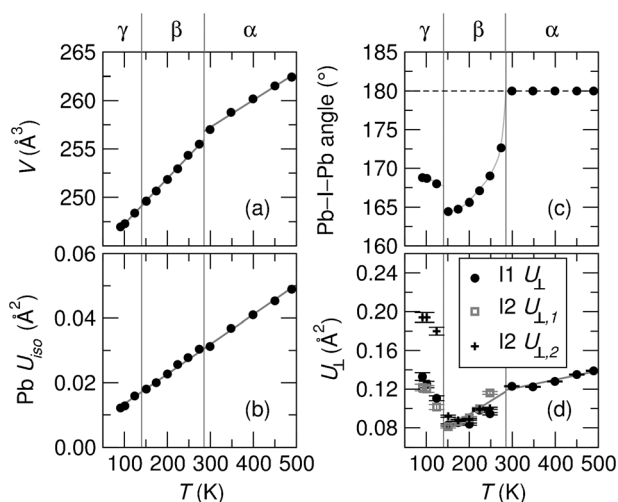 γ β α
γ β α
265
260
255
250
V (Å³)
(a)
180
175
170
165
160
Pb–I–Pb angle (°)
(c)
0.06
0.04
0.02
0.00
Pb Uiso (Å²)
(b)
0.24
0.20
0.16
0.12
0.08
U⊥ (Å²)
I1 U⊥
I2 U⊥,1
I2 U⊥,2
(d)
100 200 300 400 500
T (K)
100 200 300 400 500
T (K)